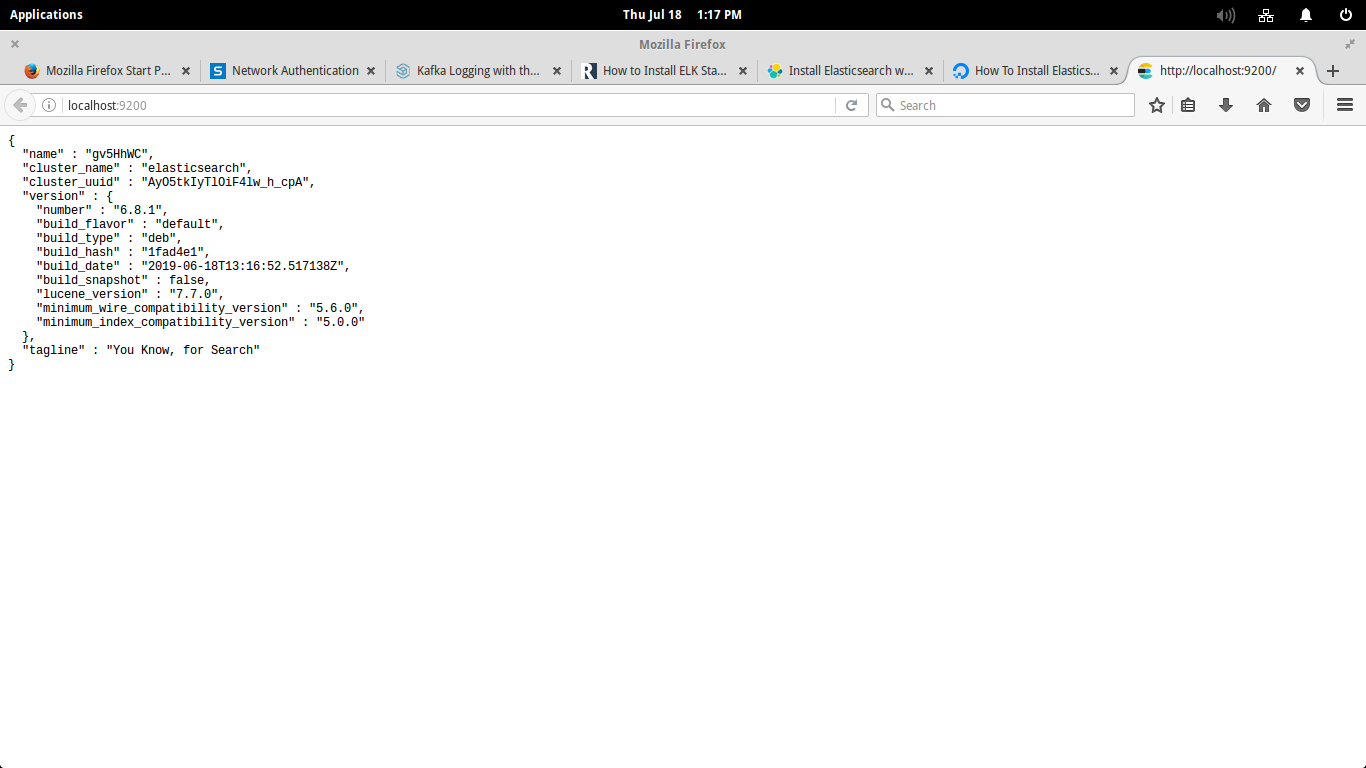 Applications
Thu Jul 18 1:17 PM
Mozilla Firefox
Mozilla Firefox Start P...
Network Authentication
Kafka Logging with th...
How to Install ELK Sta...
Install Elasticsearch w...
How To Install Elastics...
http://localhost:9200/
localhost:9200
Search
{
  "name" : "gv5HhWC",
  "cluster_name" : "elasticsearch",
  "cluster_uuid" : "AyO5tkIyTlOiF4lw_h_cpA",
  "version" : {
    "number" : "6.8.1",
    "build_flavor" : "default",
    "build_type" : "deb",
    "build_hash" : "1fad4e1",
    "build_date" : "2019-06-18T13:16:52.517138Z",
    "build_snapshot" : false,
    "lucene_version" : "7.7.0",
    "minimum_wire_compatibility_version" : "5.6.0",
    "minimum_index_compatibility_version" : "5.0.0"
  },
  "tagline" : "You Know, for Search"
}